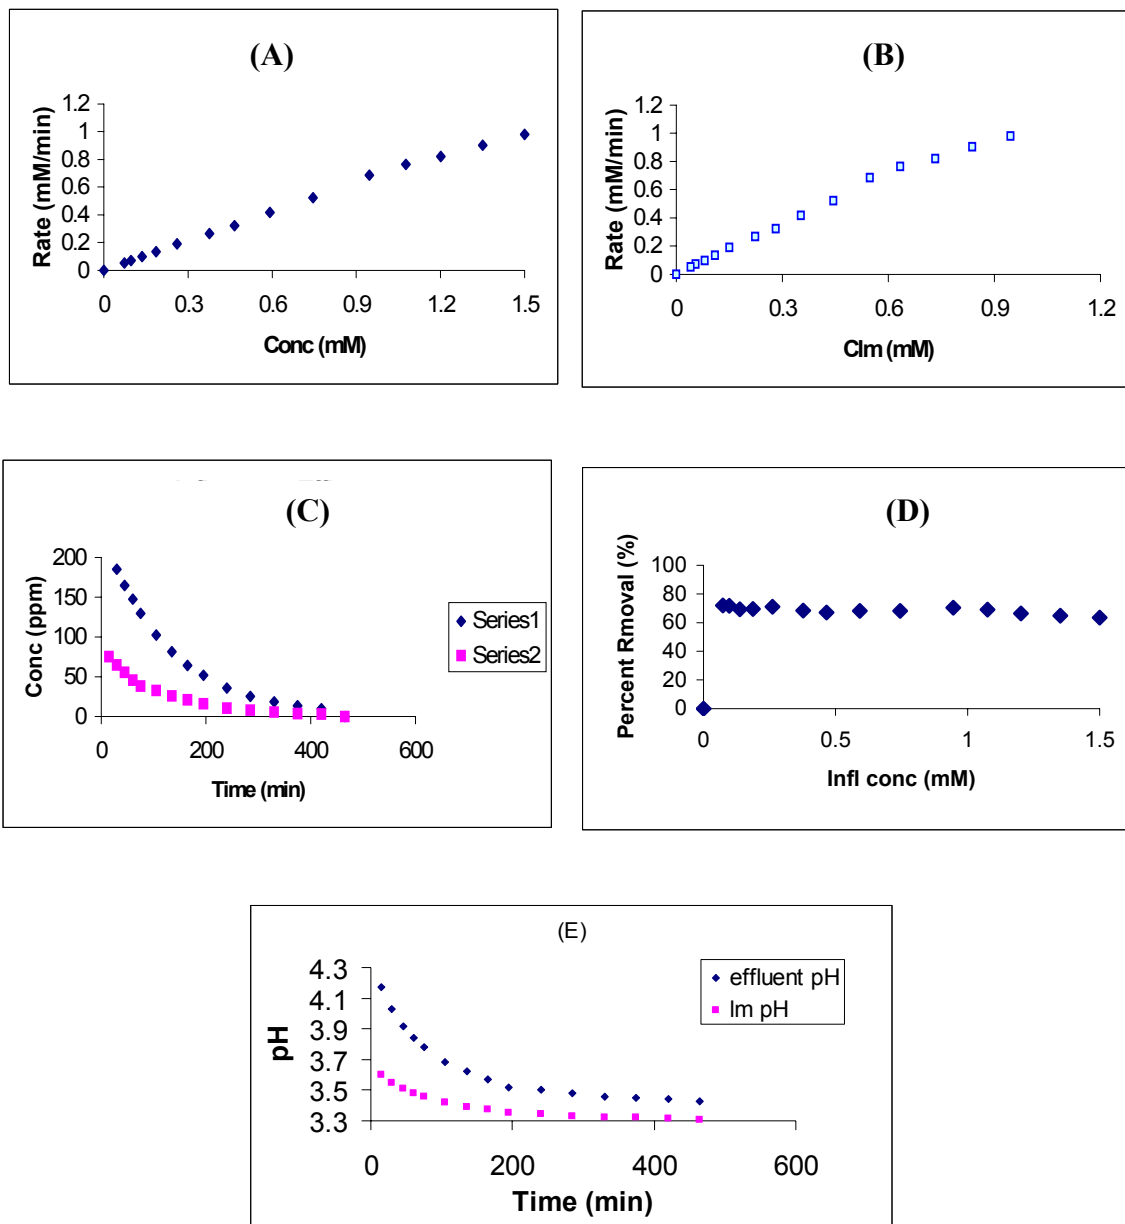 (A)
1.2
1
0.8
0.6
0.4
0.2
0
Rate (mM/min)
0 0.3 0.6 0.9 1.2 1.5
Conc (mM)
(B)
1.2
1
0.8
0.6
0.4
0.2
0
Rate (mM/min)
0 0.3 0.6 0.9 1.2
Clm (mM)
(C)
200
150
100
50
0
Conc (ppm)
0 200 400 600
Time (min)
Series1
Series2
(D)
100
80
60
40
20
0
Percent Rmoval (%)
0 0.5 1 1.5
Infl conc (mM)
(E)
4.3
4.1
3.9
3.7
3.5
3.3
pH
0 200 400 600
Time (min)
effluent pH
lm pH